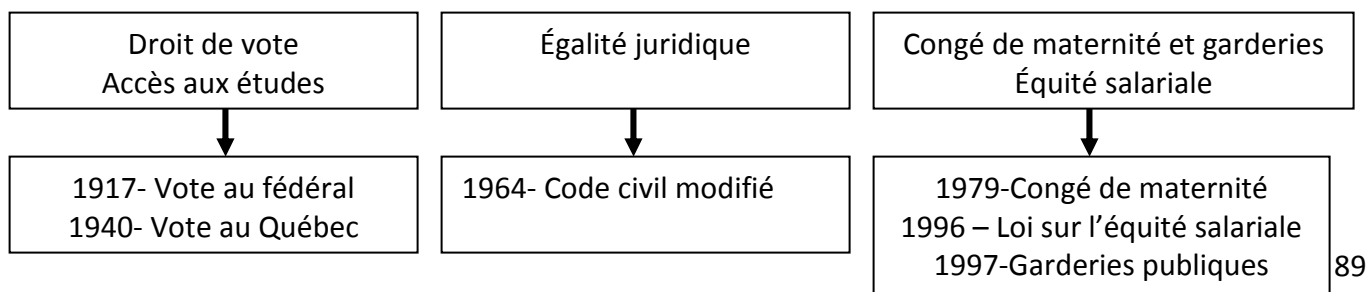 Droit de vote
Accès aux études
Égalité juridique
Congé de maternité et garderies
Équité salariale
1917- Vote au fédéral
1940- Vote au Québec
1964- Code civil modifié
1979-Congé de maternité
1996 – Loi sur l’équité salariale
1997-Garderies publiques
89